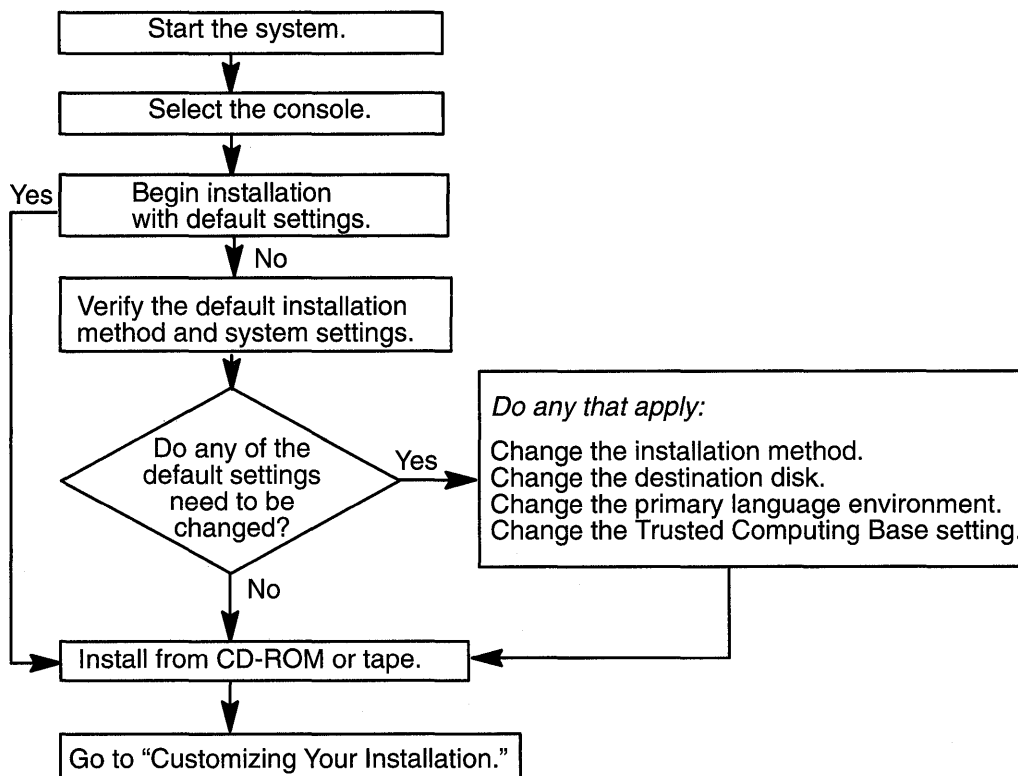 Start the system.
Select the console.
Yes
Begin installation
with default settings.
No
Verify the default installation
method and system settings.
Do any of the
default settings
need to be
changed?
Yes
Do any that apply:
Change the installation method.
Change the destination disk.
Change the primary language environment.
Change the Trusted Computing Base setting.
No
Install from CD-ROM or tape.
Go to “Customizing Your Installation.”